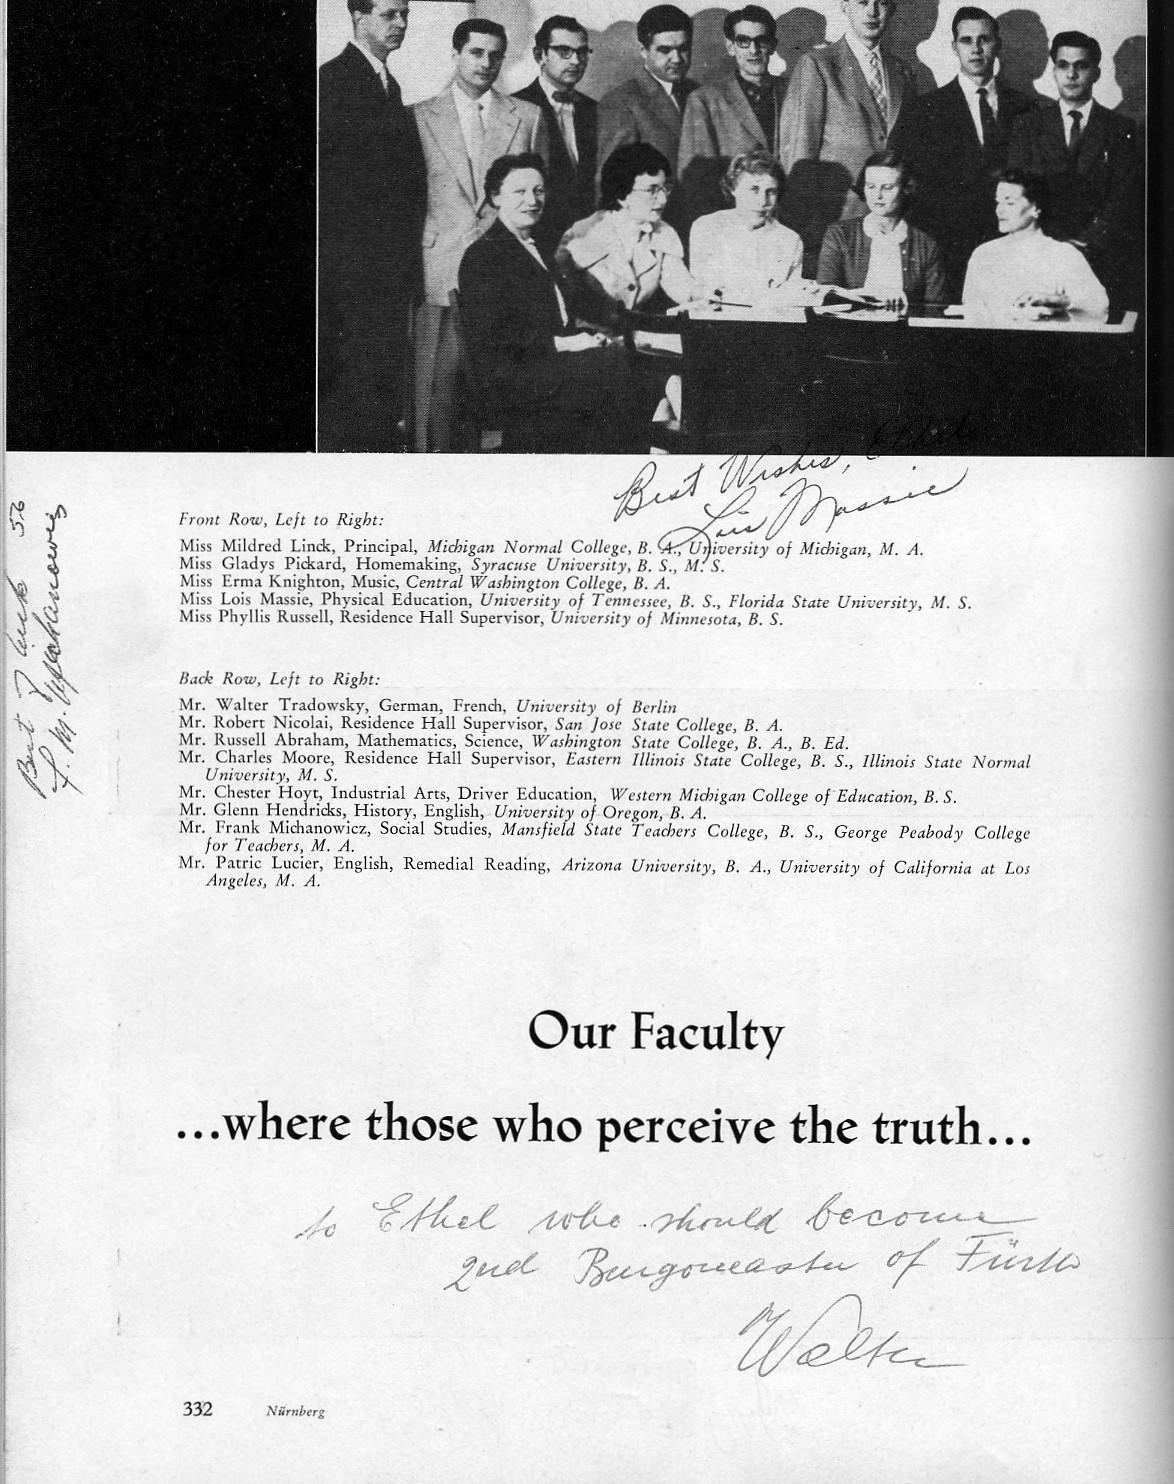 Best Wishes, Ethel
Lois Massie
Best Luck 56
F. M. Michanowicz
Front Row, Left to Right:
Miss Mildred Linck, Principal, Michigan Normal College, B. A., University of Michigan, M. A.
Miss Gladys Pickard, Homemaking, Syracuse University, B. S., M. S.
Miss Erma Knighton, Music, Central Washington College, B. A.
Miss Lois Massie, Physical Education, University of Tennessee, B. S., Florida State University, M. S.
Miss Phyllis Russell, Residence Hall Supervisor, University of Minnesota, B. S.
Back Row, Left to Right:
Mr. Walter Tradowsky, German, French, University of Berlin
Mr. Robert Nicolai, Residence Hall Supervisor, San Jose State College, B. A.
Mr. Russell Abraham, Mathematics, Science, Washington State College, B. A., B. Ed.
Mr. Charles Moore, Residence Hall Supervisor, Eastern Illinois State College, B. S., Illinois State Normal
University, M. S.
Mr. Chester Hoyt, Industrial Arts, Driver Education, Western Michigan College of Education, B. S.
Mr. Glenn Hendricks, History, English, University of Oregon, B. A.
Mr. Frank Michanowicz, Social Studies, Mansfield State Teachers College, B. S., George Peabody College
for Teachers, M. A.
Mr. Patric Lucier, English, Remedial Reading, Arizona University, B. A., University of California at Los
Angeles, M. A.
Our Faculty
...where those who perceive the truth...
to Ethel who should become
2nd Burgomaster of Fürth
Walter
332 Nürnberg